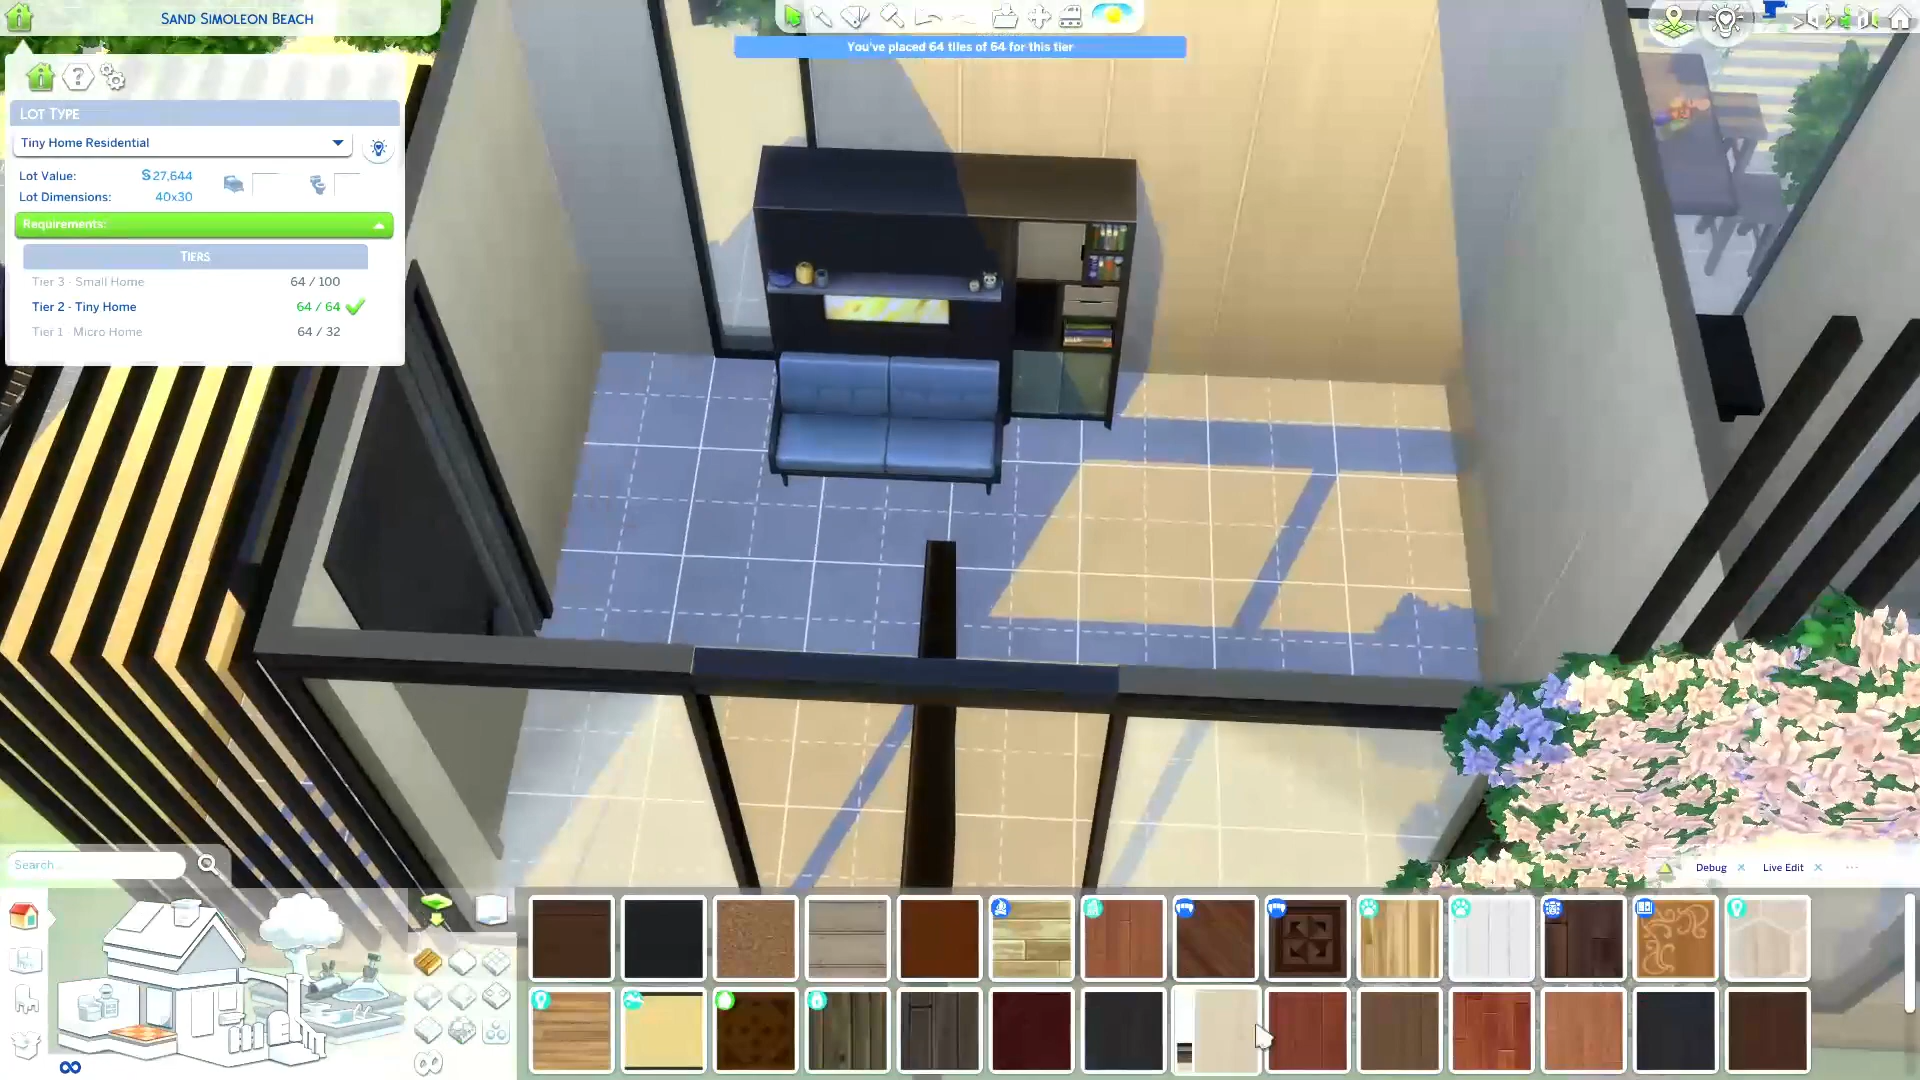 SAND SIMOLEON BEACH
You've placed 64 tiles of 64 for this tier
LOT TYPE
Tiny Home Residential
Lot Value: §27,644
Lot Dimensions: 40x30
Requirements:
TIERS
Tier 3 - Small Home 64 / 100
Tier 2 - Tiny Home 64 / 64
Tier 1 - Micro Home 64 / 32
Search...
Debug
Live Edit